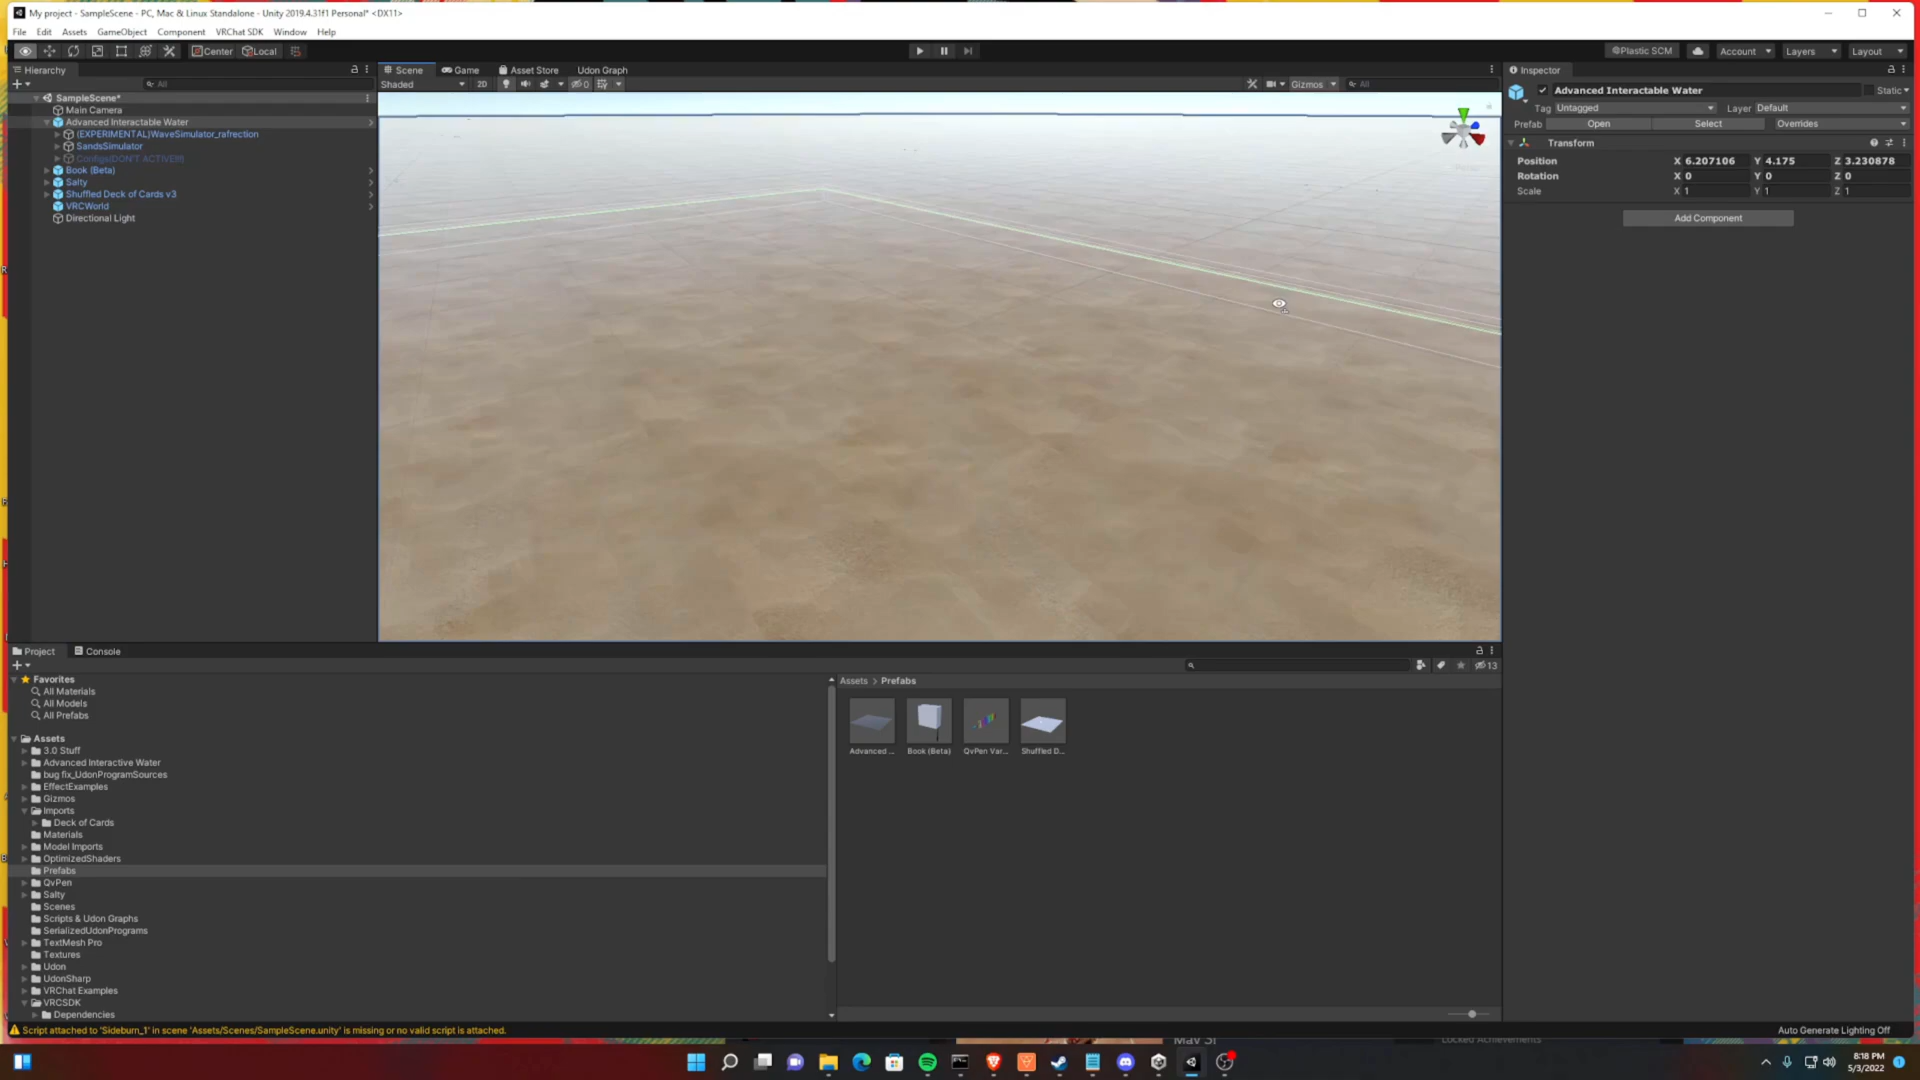 My project - SampleScene - PC, Mac & Linux Standalone - Unity 2019.4.31f1 Personal* <DX11>
File Edit Assets GameObject Component VRChat SDK Window Help
Center Local Plastic SCM Account Layers Layout
Hierarchy Scene Game Asset Store Udon Graph Inspector
All Shaded 2D 0 Gizmos All
Advanced Interactable Water Static
Tag Untagged Layer Default
Prefab Open Select Overrides
Transform
Position X 6.207106 Y 4.175 Z 3.230878
Rotation X 0 Y 0 Z 0
Scale X 1 Y 1 Z 1
Add Component
SampleScene*
Main Camera
Advanced Interactable Water
(EXPERIMENTAL)WaveSimulator_rafrection
SandsSimulator
Configs(DON'T ACTIVE!!!)
Book (Beta)
Salty
Shuffled Deck of Cards v3
VRCWorld
Directional Light
Project Console
13
Favorites
All Materials
All Models
All Prefabs
Assets
3.0 Stuff
Advanced Interactive Water
bug fix_UdonProgramSources
EffectExamples
Gizmos
Imports
Deck of Cards
Materials
Model Imports
OptimizedShaders
Prefabs
QvPen
Salty
Scenes
Scripts & Udon Graphs
SerializedUdonPrograms
TextMesh Pro
Textures
Udon
UdonSharp
VRChat Examples
VRCSDK
Dependencies
Assets > Prefabs
Advanced ... Book (Beta) QvPen Var... Shuffled D...
Script attached to 'Sideburn_1' in scene 'Assets/Scenes/SampleScene.unity' is missing or no valid script is attached.
Auto Generate Lighting Off
8:18 PM
5/3/2022
1